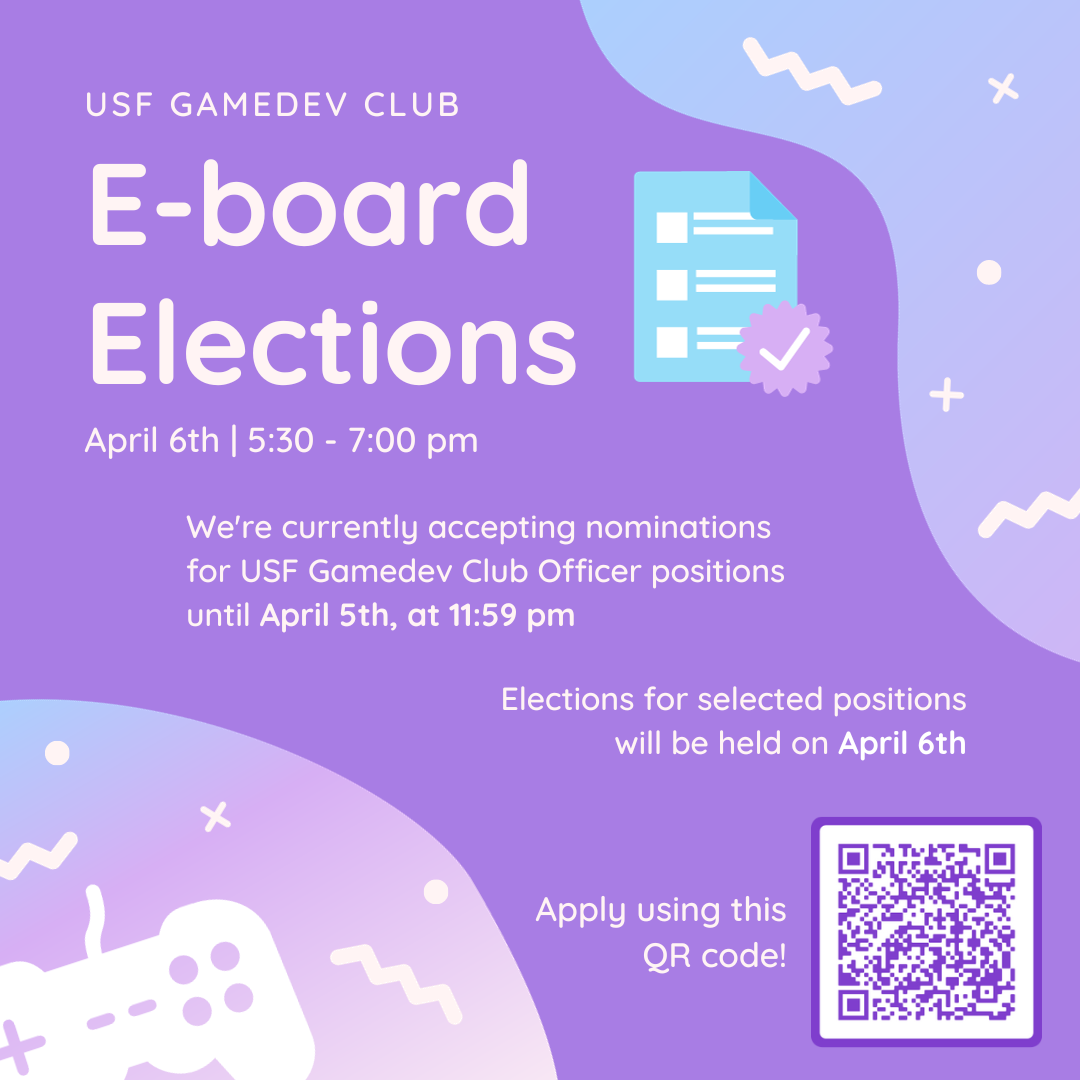 USF GAMEDEV CLUB
E-board
Elections
April 6th | 5:30 - 7:00 pm
We're currently accepting nominations
for USF Gamedev Club Officer positions
until April 5th, at 11:59 pm
Elections for selected positions
will be held on April 6th
Apply using this
QR code!